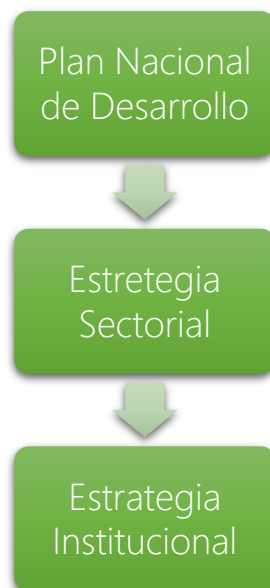 Plan Nacional
de Desarrollo
Estretegia
Sectorial
Estrategia
Institucional